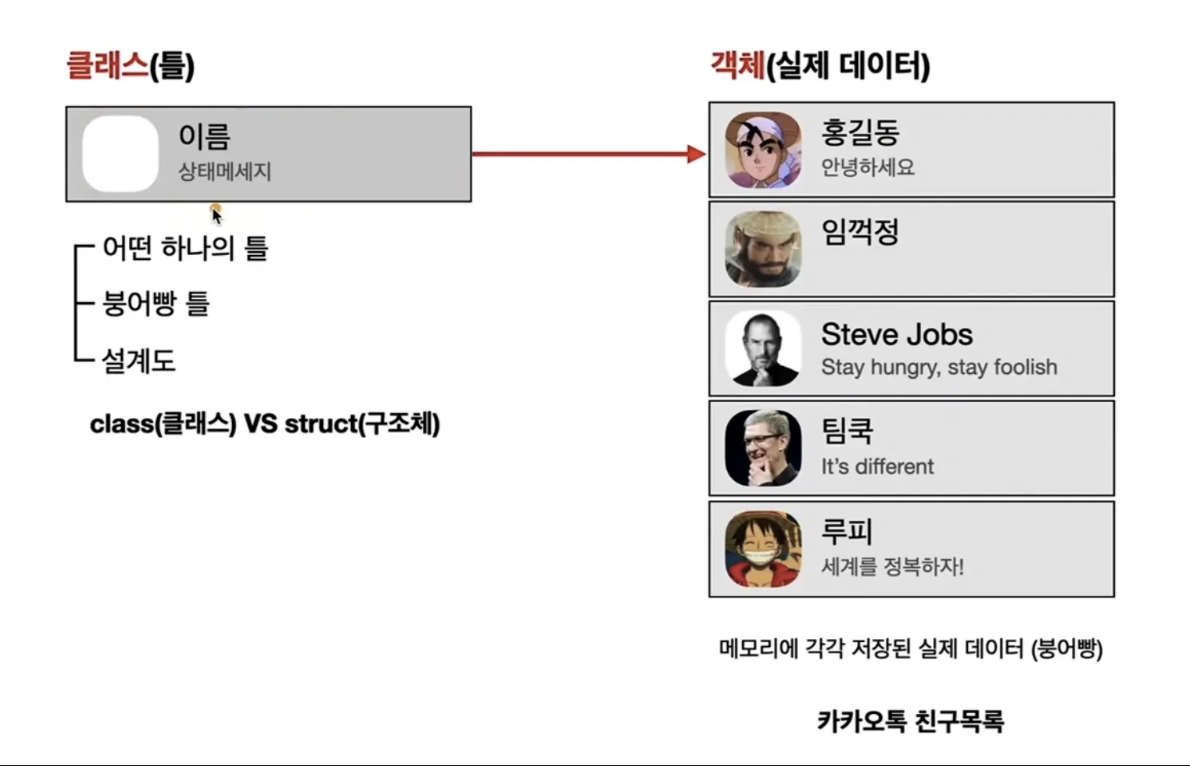 클래스(틀)
이름
상태메세지
어떤 하나의 틀
붕어빵 틀
설계도
class(클래스) VS struct(구조체)
객체(실제 데이터)
홍길동
안녕하세요
임꺽정
Steve Jobs
Stay hungry, stay foolish
팀쿡
It’s different
루피
세계를 정복하자!
메모리에 각각 저장된 실제 데이터 (붕어빵)
카카오톡 친구목록